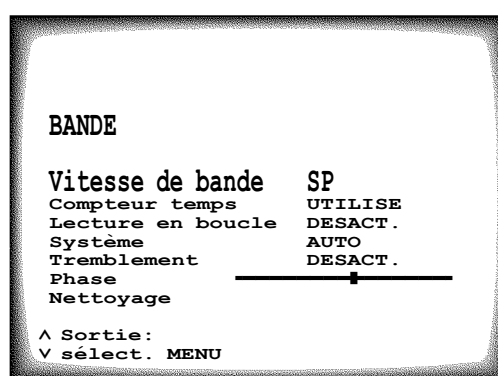 BANDE
Vitesse de bande SP
Compteur temps UTILISE
Lecture en boucle DESACT.
Système AUTO
Tremblement DESACT.
Phase
Nettoyage
∧ Sortie:
∨ sélect. MENU